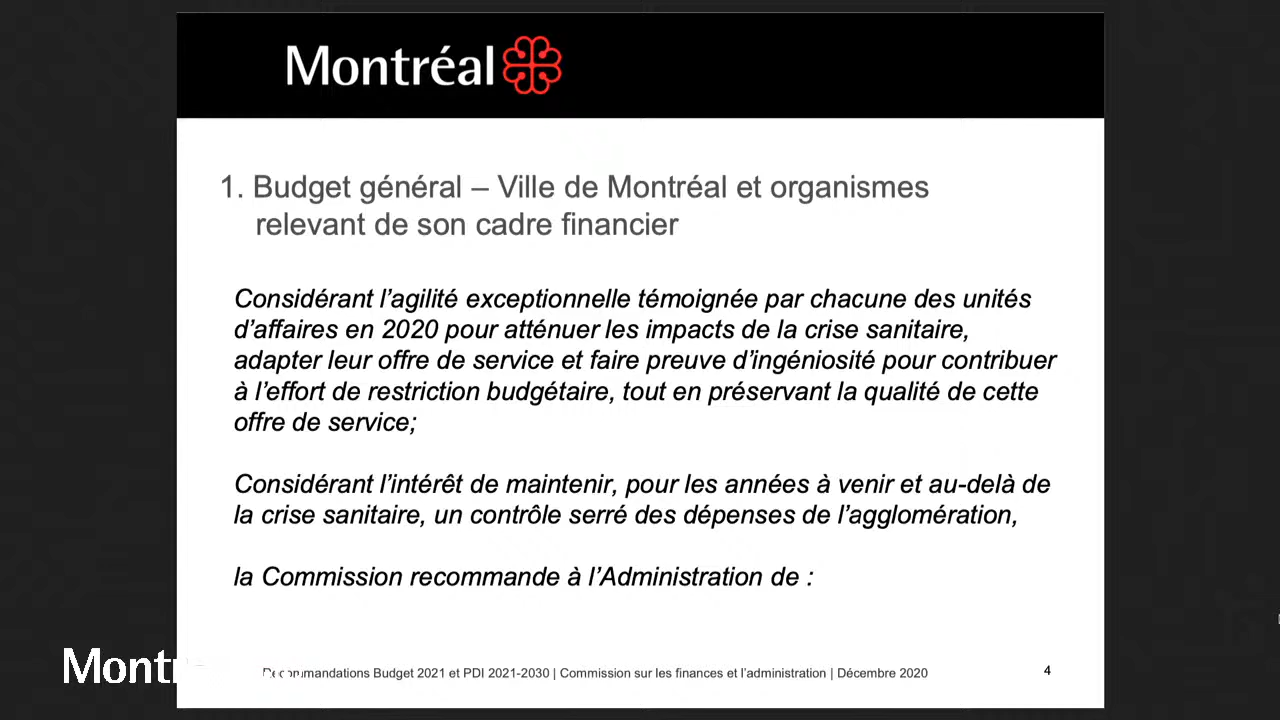 Montréal
1. Budget général – Ville de Montréal et organismes
relevant de son cadre financier
Considérant l’agilité exceptionnelle témoignée par chacune des unités
d’affaires en 2020 pour atténuer les impacts de la crise sanitaire,
adapter leur offre de service et faire preuve d’ingéniosité pour contribuer
à l’effort de restriction budgétaire, tout en préservant la qualité de cette
offre de service;
Considérant l’intérêt de maintenir, pour les années à venir et au-delà de
la crise sanitaire, un contrôle serré des dépenses de l’agglomération,
la Commission recommande à l’Administration de :
Recommandations Budget 2021 et PDI 2021-2030 | Commission sur les finances et l’administration | Décembre 2020
4